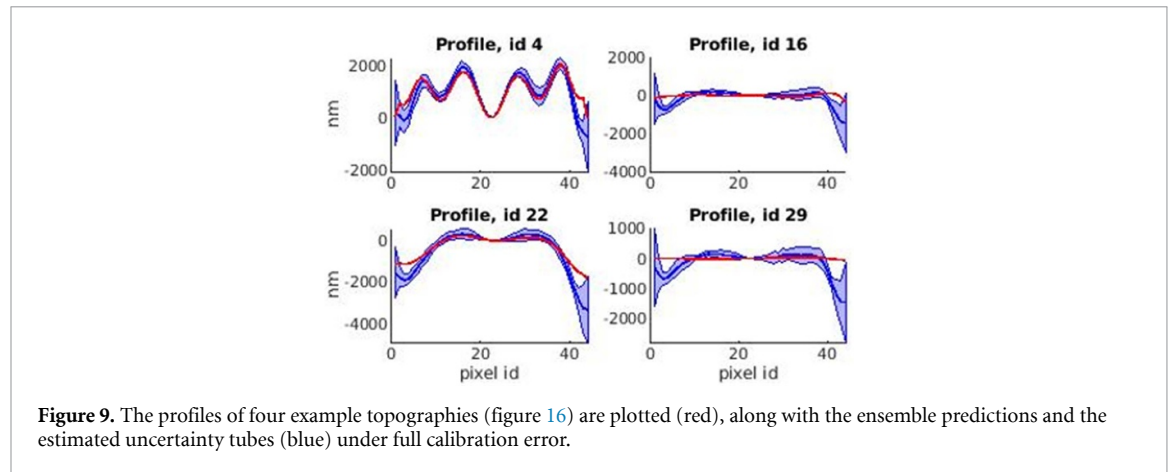 Profile, id 4
Profile, id 16
2000
0
-2000
nm
0
20
40
2000
0
-2000
-4000
0
20
40
Profile, id 22
Profile, id 29
0
-2000
-4000
nm
0
20
40
pixel id
1000
0
-1000
-2000
0
20
40
pixel id
Figure 9. The profiles of four example topographies (figure 16) are plotted (red), along with the ensemble predictions and the
estimated uncertainty tubes (blue) under full calibration error.